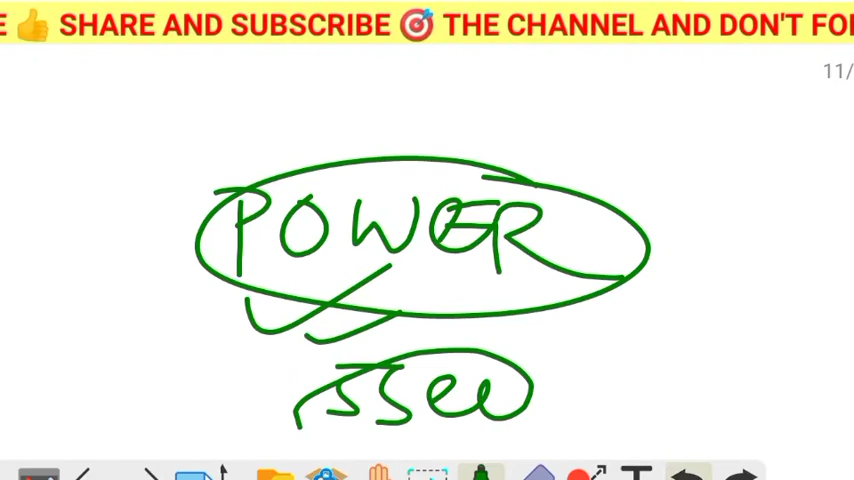 E 👍 SHARE AND SUBSCRIBE 🎯 THE CHANNEL AND DON'T FO
11/
POWER